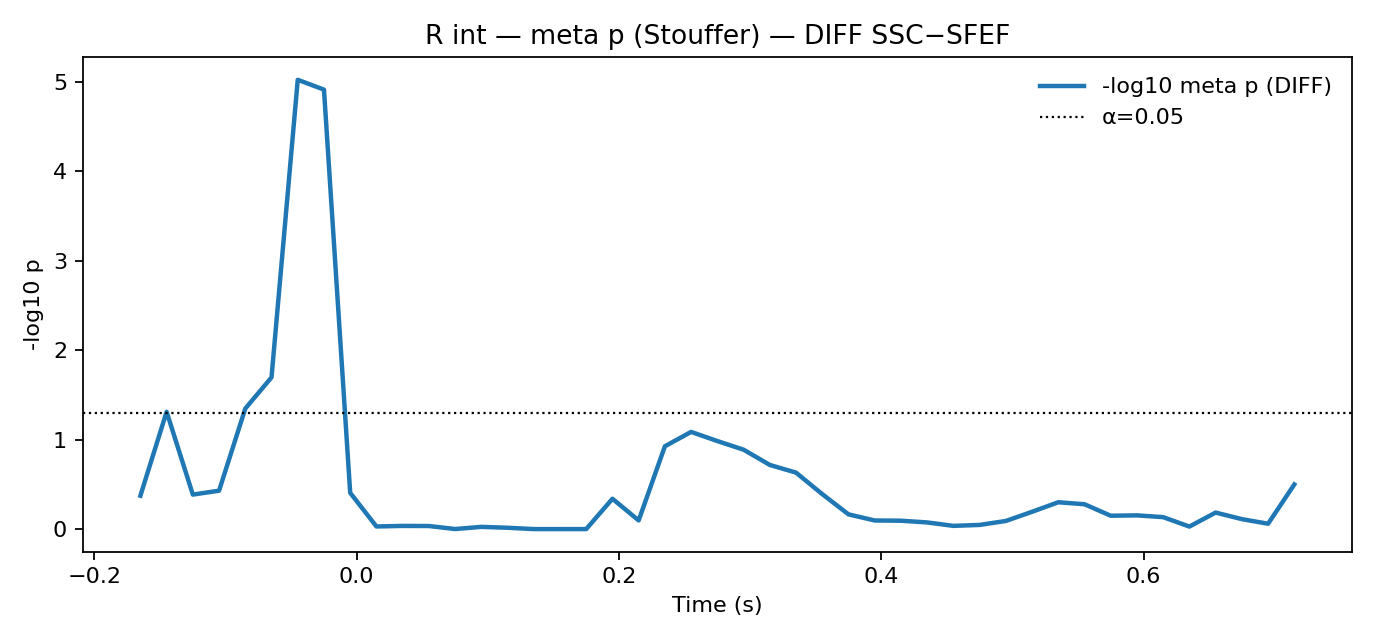 R int — meta p (Stouffer) — DIFF SSC−SFEF
-log10 meta p (DIFF)
α=0.05
-log10 p
5
4
3
2
1
0
−0.2
0.0
0.2
0.4
0.6
Time (s)